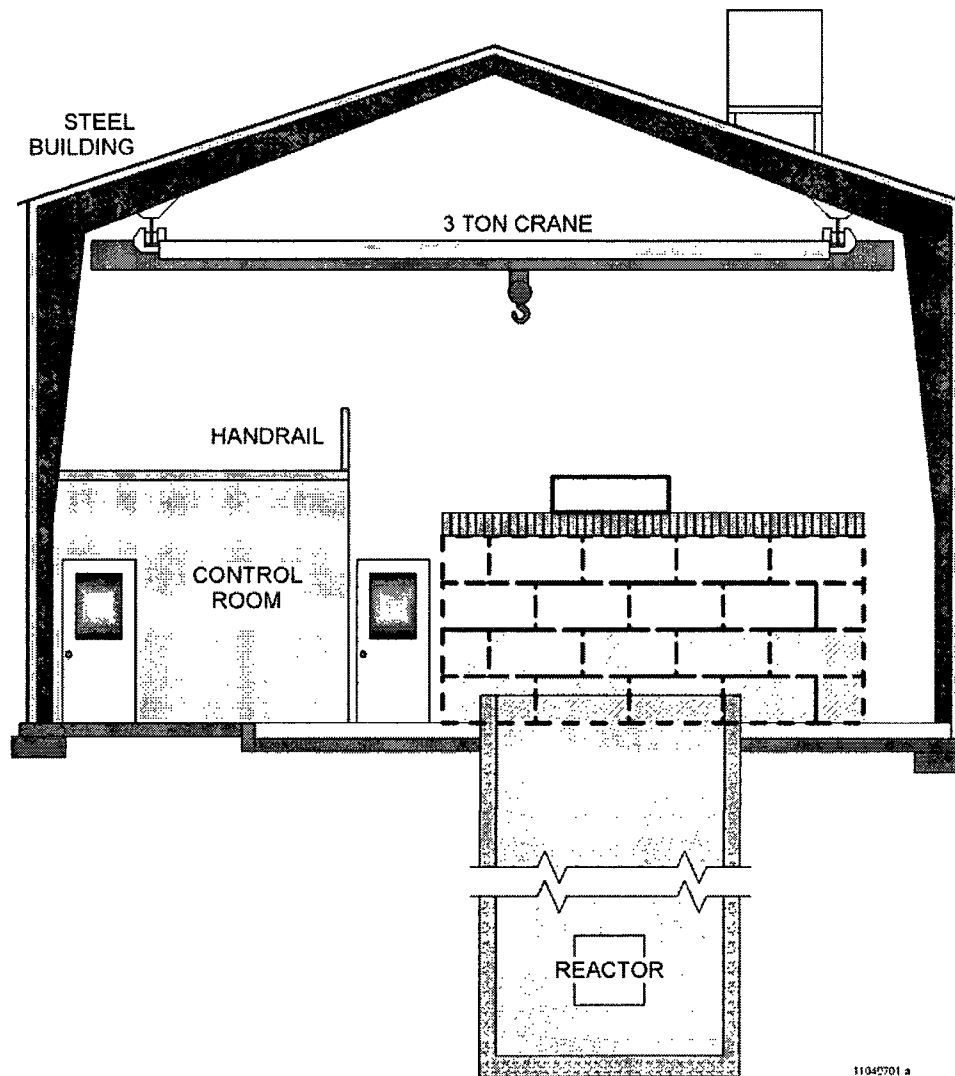 STEEL
BUILDING
3 TON CRANE
HANDRAIL
CONTROL
ROOM
REACTOR